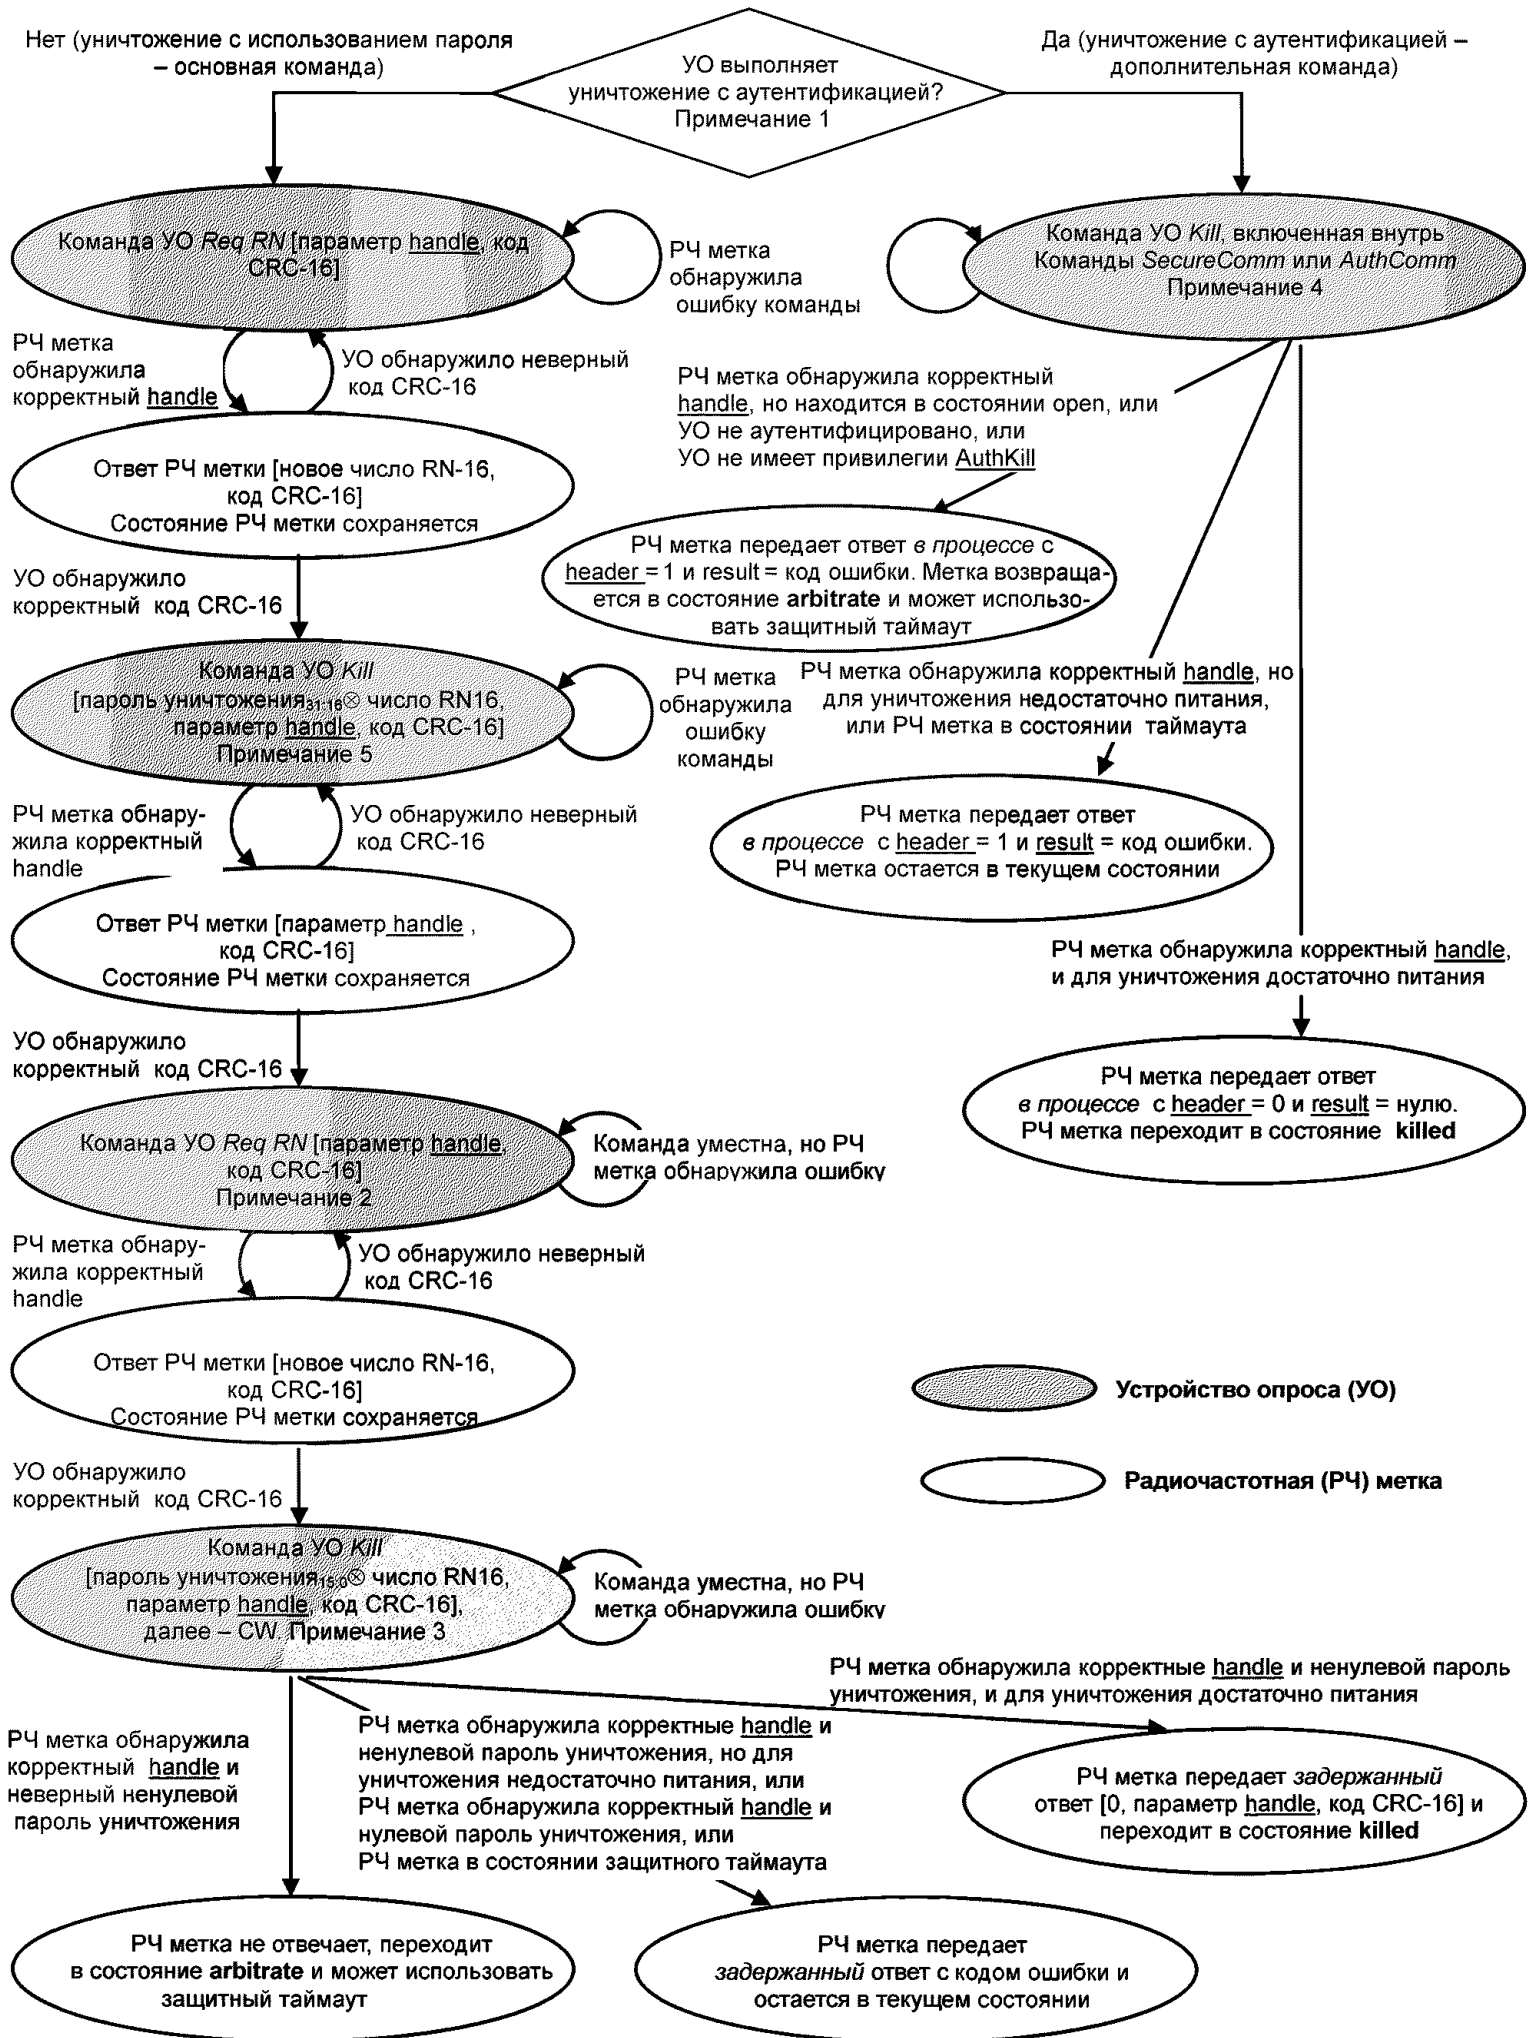 Нет (уничтожение с использованием пароля
– основная команда)
УО выполняет
уничтожение с аутентификацией?
Примечание 1
Да (уничтожение с аутентификацией –
дополнительная команда)
Команда УО Req RN [параметр handle, код
CRC-16]
РЧ метка
обнаружила
ошибку команды
Команда УО Kill, включенная внутрь
Команды SecureComm или AuthComm
Примечание 4
РЧ метка
обнаружила
корректный handle
УО обнаружило неверный
код CRC-16
РЧ метка обнаружила корректный
handle, но находится в состоянии open, или
УО не аутентифицировано, или
УО не имеет привилегии AuthKill
Ответ РЧ метки [новое число RN-16,
код CRC-16]
Состояние РЧ метки сохраняется
РЧ метка передает ответ в процессе с
header = 1 и result = код ошибки. Метка возвраща-
ется в состояние arbitrate и может использо-
вать защитный таймаут
УО обнаружило
корректный код CRC-16
Команда УО Kill
[пароль уничтожения31:16⊗ число RN16,
параметр handle, код CRC-16]
Примечание 5
РЧ метка
обнаружила
ошибку
команды
РЧ метка обнаружила корректный handle, но
для уничтожения недостаточно питания,
или РЧ метка в состоянии таймаута
РЧ метка обнару-
жила корректный
handle
УО обнаружило неверный
код CRC-16
РЧ метка передает ответ
в процессе с header = 1 и result = код ошибки.
РЧ метка остается в текущем состоянии
Ответ РЧ метки [параметр handle ,
код CRC-16]
Состояние РЧ метки сохраняется
РЧ метка обнаружила корректный handle,
и для уничтожения достаточно питания
УО обнаружило
корректный код CRC-16
РЧ метка передает ответ
в процессе с header = 0 и result = нулю.
РЧ метка переходит в состояние killed
Команда УО Req RN [параметр handle,
код CRC-16]
Примечание 2
Команда уместна, но РЧ
метка обнаружила ошибку
РЧ метка обнару-
жила корректный
handle
УО обнаружило неверный
код CRC-16
Ответ РЧ метки [новое число RN-16,
код CRC-16]
Состояние РЧ метки сохраняется
Устройство опроса (УО)
УО обнаружило
корректный код CRC-16
Радиочастотная (РЧ) метка
Команда УО Kill
[пароль уничтожения15:0⊗ число RN16,
параметр handle, код CRC-16],
далее – CW. Примечание 3
Команда уместна, но РЧ
метка обнаружила ошибку
РЧ метка обнаружила корректные handle и ненулевой пароль
уничтожения, и для уничтожения достаточно питания
РЧ метка обнаружила
корректный handle и
неверный ненулевой
пароль уничтожения
РЧ метка обнаружила корректные handle и
ненулевой пароль уничтожения, но для
уничтожения недостаточно питания, или
РЧ метка обнаружила корректный handle и
нулевой пароль уничтожения, или
РЧ метка в состоянии защитного таймаута
РЧ метка передает задержанный
ответ [0, параметр handle, код CRC-16] и
переходит в состояние killed
РЧ метка не отвечает, переходит
в состояние arbitrate и может использовать
защитный таймаут
РЧ метка передает
задержанный ответ с кодом ошибки и
остается в текущем состоянии